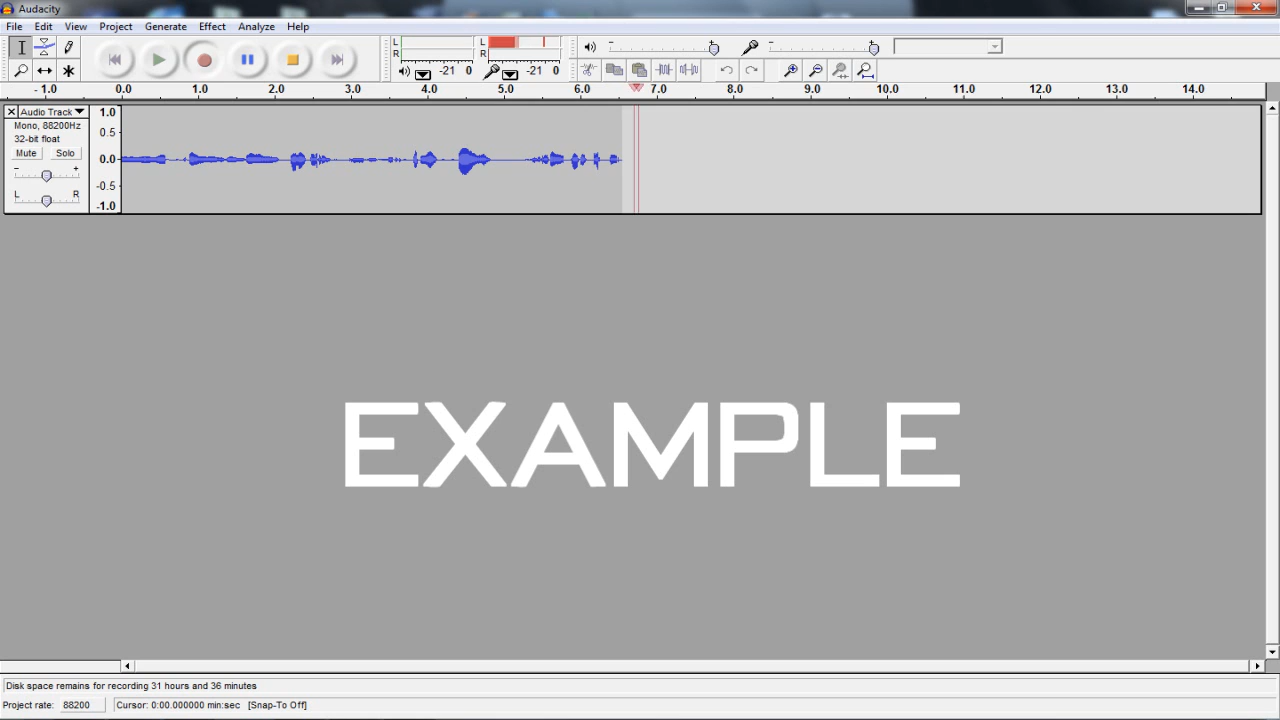 Audacity
File Edit View Project Generate Effect Analyze Help
L
R
-21 0
L
R
-21 0
- 1.0 0.0 1.0 2.0 3.0 4.0 5.0 6.0 7.0 8.0 9.0 10.0 11.0 12.0 13.0 14.0
Audio Track
Mono, 88200Hz
32-bit float
Mute Solo
- +
L R
1.0
0.5
0.0
-0.5
-1.0
EXAMPLE
Disk space remains for recording 31 hours and 36 minutes
Project rate: 88200 Cursor: 0:00.000000 min:sec [Snap-To Off]